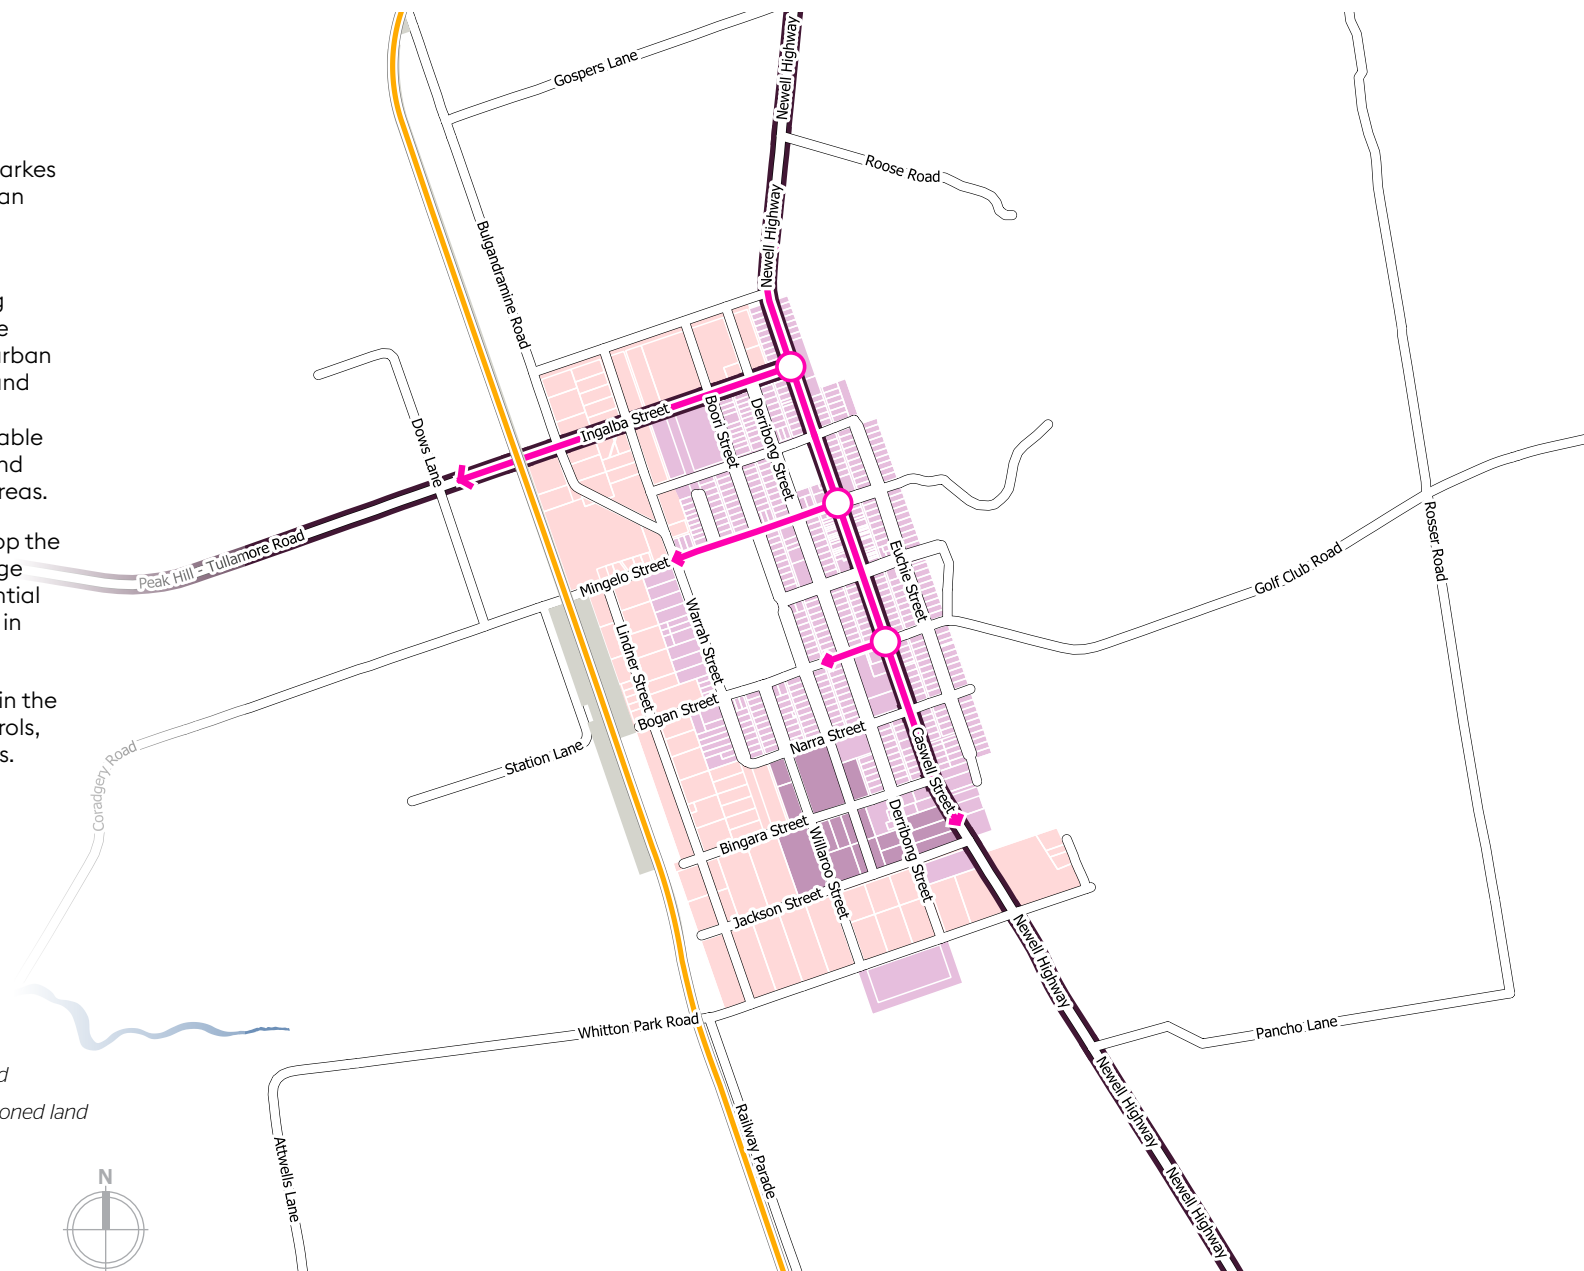 arkes
an
g
e
urban
and
able
nd
reas.
op the
ge
ntial
in
in the
rols,
s.
d
oned land
N
Gospers Lane
Newell Highway
Roose Road
Newell Highway
Bulgandramine Road
Dows Lane
Ingalba Street
Boori Street
Derribong Street
Peak Hill - Tullamore Road
Mingelo Street
Euchie Street
Rosser Road
Golf Club Road
Lindner Street
Warrah Street
Bogan Street
Narra Street
Station Lane
Coradgery Road
Caswell Street
Bingara Street
Willaroo Street
Derribong Street
Jackson Street
Newell Highway
Whitton Park Road
Pancho Lane
Newell Highway
Railway Parade
Attwells Lane
Newell Highway